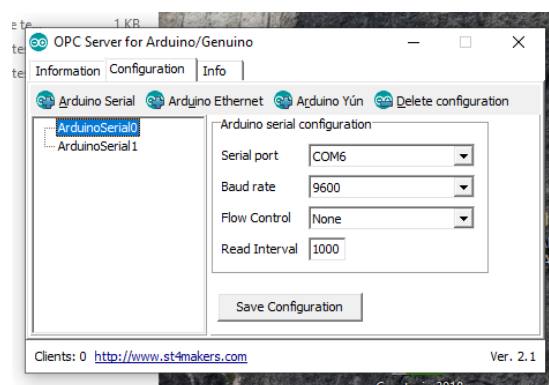 1 KB
OPC Server for Arduino/Genuino
Information Configuration Info
Arduino Serial Arduino Ethernet Arduino Yún Delete configuration
ArduinoSerial0
ArduinoSerial1
Arduino serial configuration
Serial port COM6
Baud rate 9600
Flow Control None
Read Interval 1000
Save Configuration
Clients: 0 http://www.st4makers.com Ver. 2.1